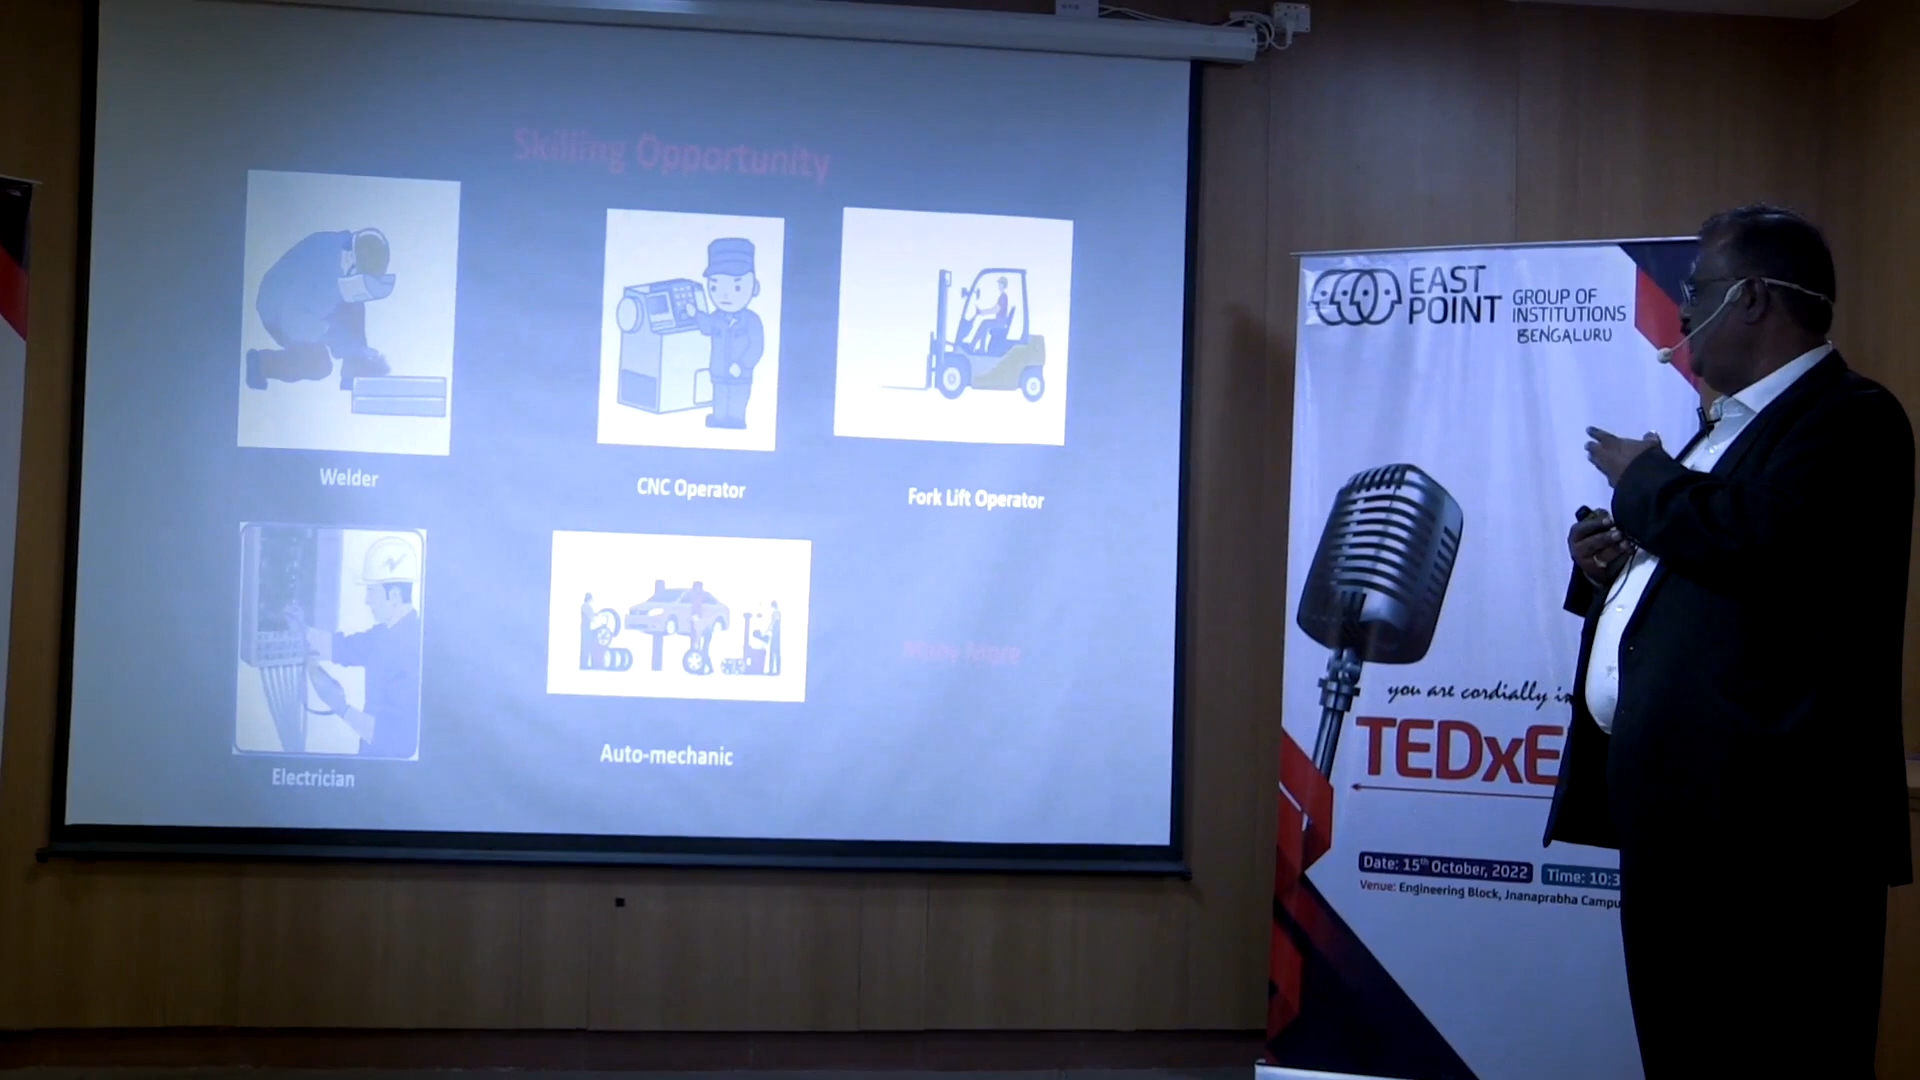 Skilling Opportunity
Welder
CNC Operator
Fork Lift Operator
Electrician
Auto-mechanic
Many More
EAST
POINT
GROUP OF
INSTITUTIONS
BENGALURU
you are cordially
TEDxE
Date: 15th October, 2022
Time: 10:3
Venue: Engineering Block, Jnanaprabha Campu